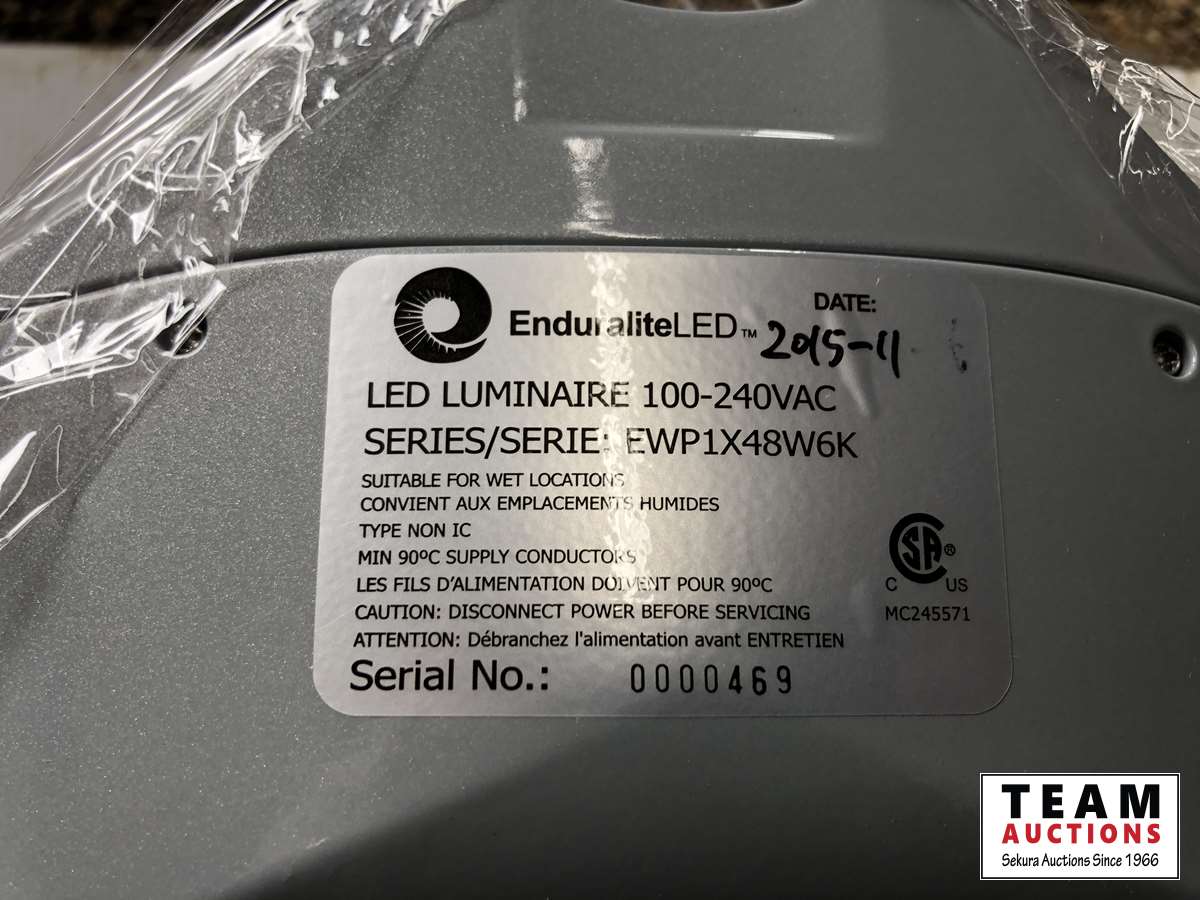 EnduraliteLED™
DATE:
2015-11
LED LUMINAIRE 100-240VAC
SERIES/SERIE: EWP1X48W6K
SUITABLE FOR WET LOCATIONS
CONVIENT AUX EMPLACEMENTS HUMIDES
TYPE NON IC
MIN 90ºC SUPPLY CONDUCTORS
LES FILS D'ALIMENTATION DOIVENT POUR 90ºC
CAUTION: DISCONNECT POWER BEFORE SERVICING
ATTENTION: Débranchez l'alimentation avant ENTRETIEN
CSA®
C US
MC245571
Serial No.: 0000469
TEAM
AUCTIONS
Sekura Auctions Since 1966